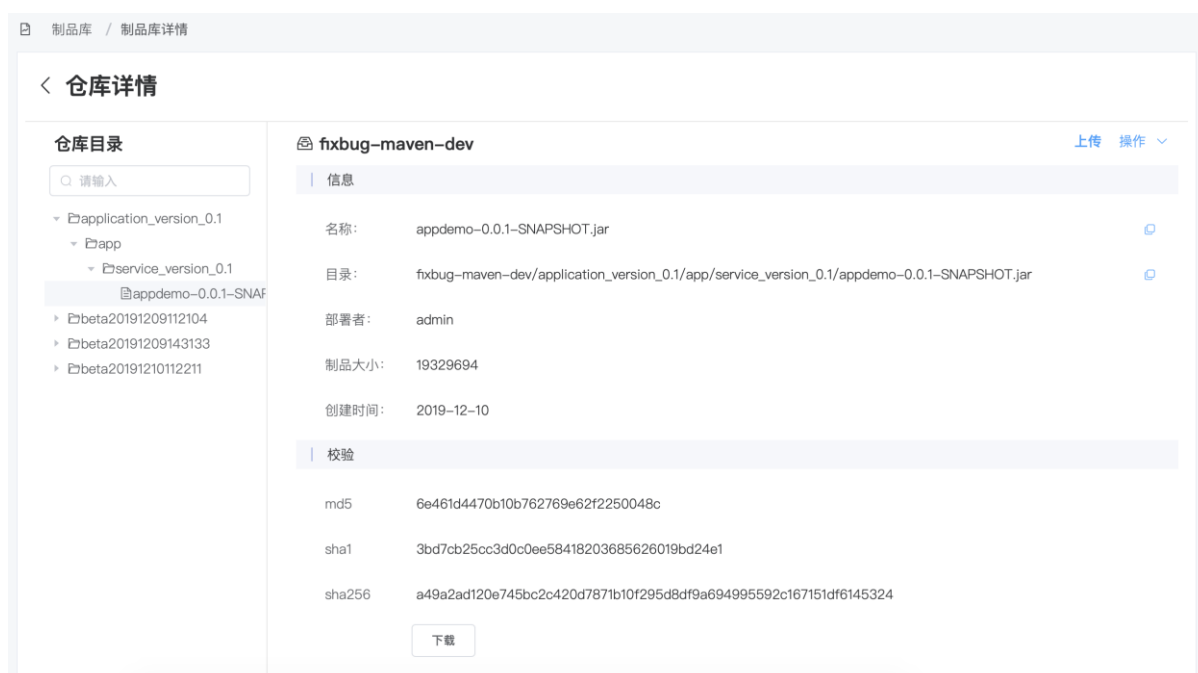 制品库 / 制品库详情
仓库详情
仓库目录
请输入
application_version_0.1
app
service_version_0.1
appdemo-0.0.1-SNAP
beta20191209112104
beta20191209143133
beta20191210112211
fixbug-maven-dev
上传 操作
信息
名称: appdemo-0.0.1-SNAPSHOT.jar
目录: fixbug-maven-dev/application_version_0.1/app/service_version_0.1/appdemo-0.0.1-SNAPSHOT.jar
部署者: admin
制品大小: 19329694
创建时间: 2019-12-10
校验
md5 6e461d4470b10b762769e62f2250048c
sha1 3bd7cb25cc3d0c0ee58418203685626019bd24e1
sha256 a49a2ad120e745bc2c420d7871b10f295d8df9a694995592c167151df6145324
下载